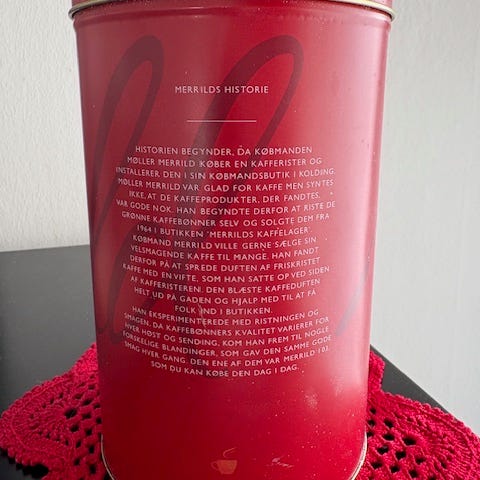 MERRILDS HISTORIE
HISTORIEN BEGYNDER, DA KØBMANDEN
MØLLER MERRILD KØBER EN KAFFERISTER OG
INSTALLERER DEN I SIN KØBMANDSBUTIK I KOLDING.
MØLLER MERRILD VAR GLAD FOR KAFFE MEN SYNTES
IKKE, AT DE KAFFEPRODUKTER, DER FANDTES,
VAR GODE NOK. HAN BEGYNDTE DERFOR AT RISTE DE
GRØNNE KAFFEBØNNER SELV OG SOLGTE DEM FRA
1964 I BUTIKKEN 'MERRILDS KAFFELAGER'.
KØBMAND MERRILD VILLE GERNE SÆLGE SIN
VELSMAGENDE KAFFE TIL MANGE. HAN FANDT
DERFOR PÅ AT SPREDE DUFTEN AF FRISKRISTET
KAFFE MED EN VIFTE, SOM HAN SATTE OP VED SIDEN
AF KAFFERISTEREN. DEN BLÆSTE KAFFEDUFTEN
HELT UD PÅ GADEN OG HJALP MED TIL AT FÅ
FOLK IND I BUTIKKEN.
HAN EKSPERIMENTEREDE MED RISTNINGEN OG
SMAGEN. DA KAFFEBØNNERS KVALITET VARIERER FOR
HVER HØST OG SENDING, KOM HAN FREM TIL NOGLE
FORSKELIGE BLANDINGER, SOM GAV DEN SAMME GODE
SMAG HVER GANG. DEN ENE AF DEM VAR MERRILD 103,
SOM DU KAN KØBE DEN DAG I DAG.